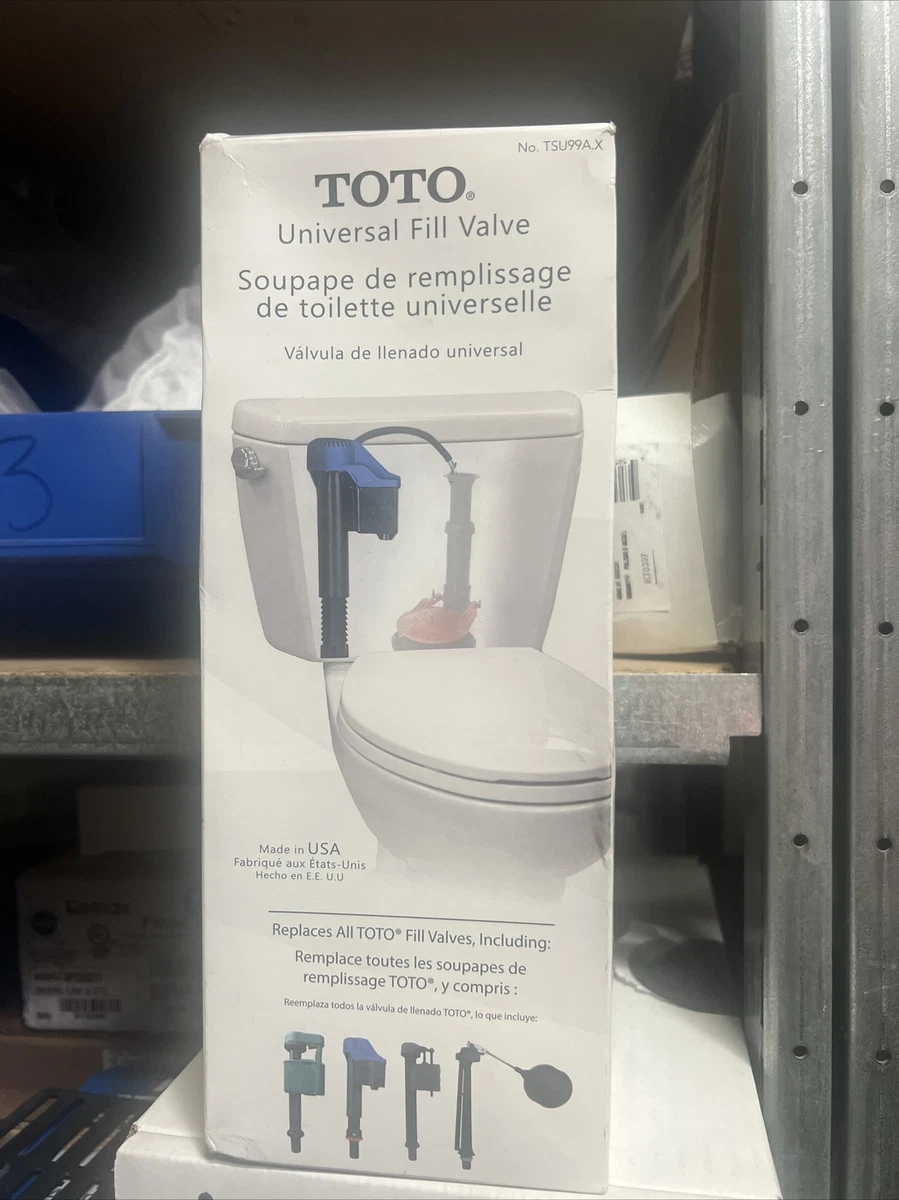 No. TSU99A.X
TOTO®
Universal Fill Valve
Soupape de remplissage
de toilette universelle
Válvula de llenado universal
3
Made in USA
Fabriqué aux États-Unis
Hecho en E.E. U.U
Replaces All TOTO® Fill Valves, Including:
Remplace toutes les soupapes de
remplissage TOTO®, y compris :
Reemplaza todos la válvula de llenado TOTO®, lo que incluye: